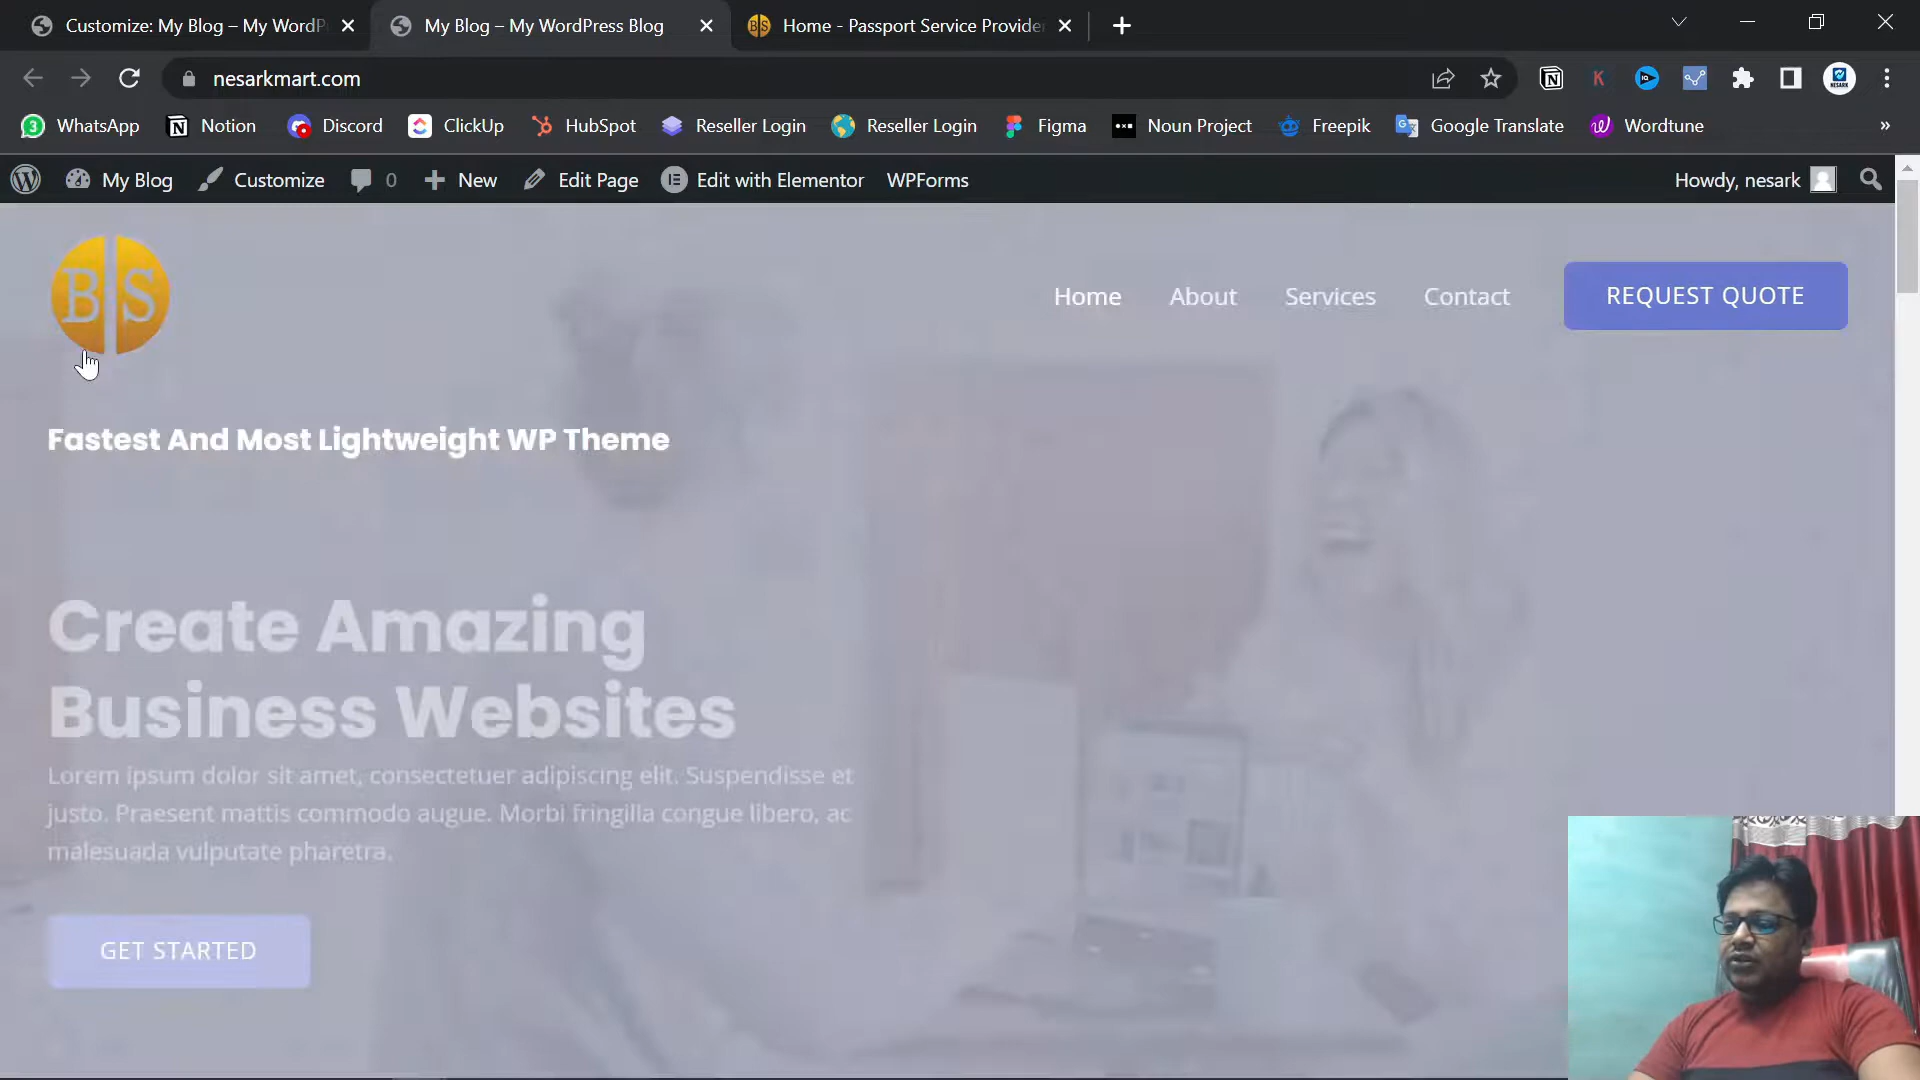 Customize: My Blog – My WordP
My Blog – My WordPress Blog
BS
Home - Passport Service Provide
nesarkmart.com
3 WhatsApp
Notion
Discord
ClickUp
HubSpot
Reseller Login
Reseller Login
Figma
Noun Project
Freepik
Google Translate
Wordtune
»
My Blog
Customize
0
New
Edit Page
Edit with Elementor
WPForms
Howdy, nesark
BS
Home
About
Services
Contact
REQUEST QUOTE
Fastest And Most Lightweight WP Theme
Create Amazing
Business Websites
Lorem ipsum dolor sit amet, consectetuer adipiscing elit. Suspendisse et
justo. Praesent mattis commodo augue. Morbi fringilla congue libero, ac
malesuada vulputate pharetra.
GET STARTED